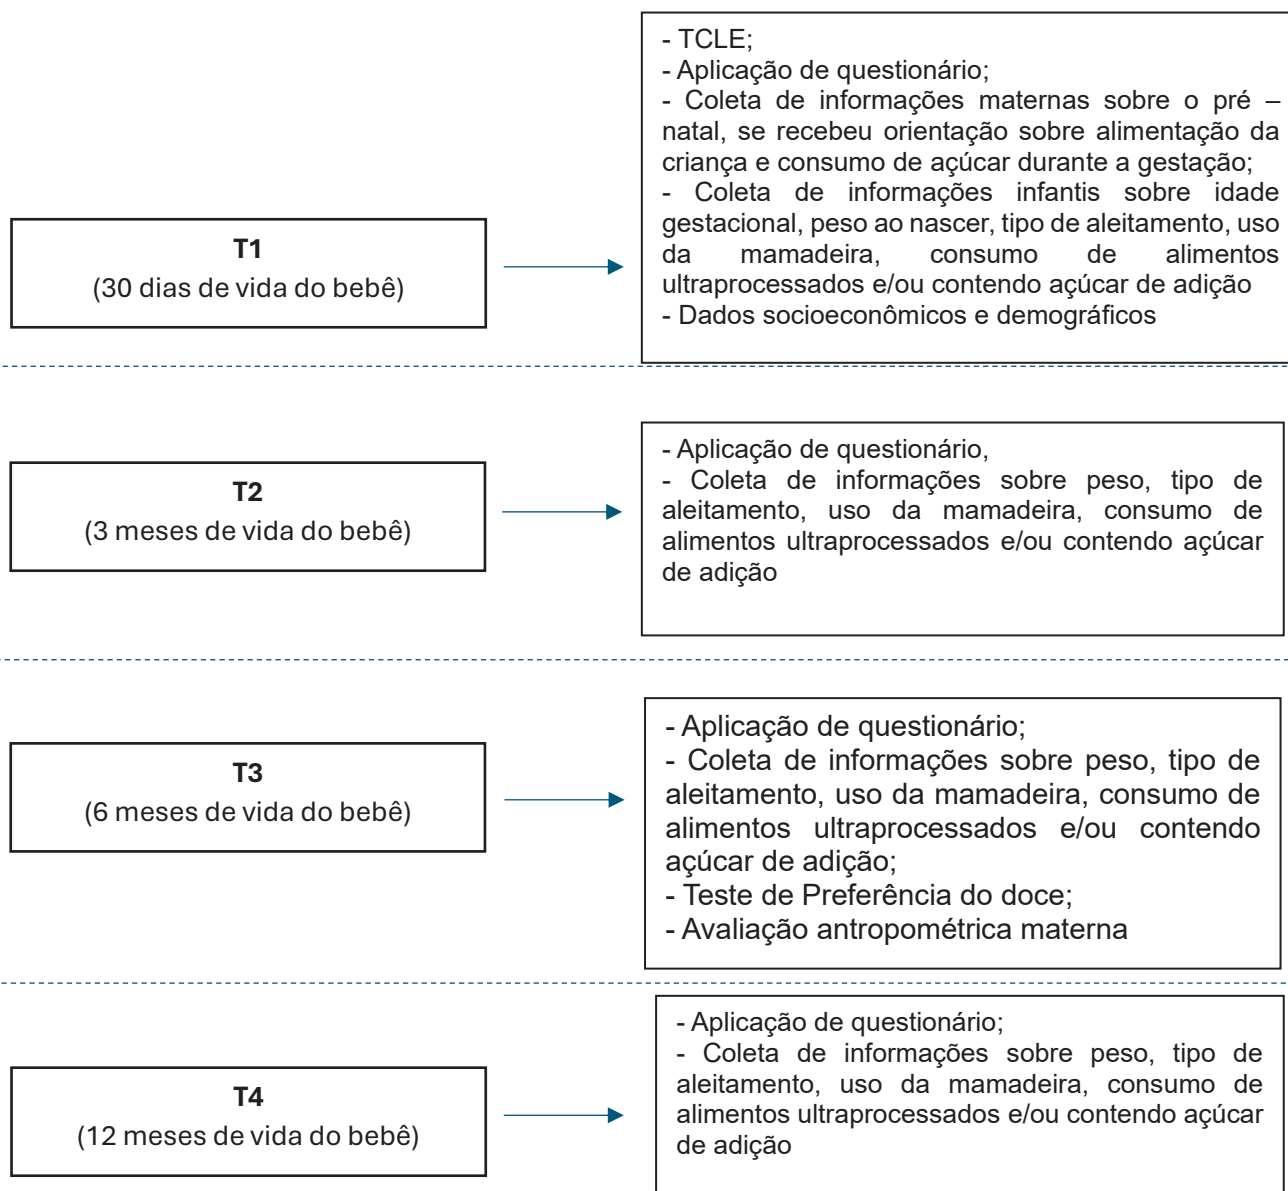 - TCLE;
- Aplicação de questionário;
- Coleta de informações maternas sobre o pré –
natal, se recebeu orientação sobre alimentação da
criança e consumo de açúcar durante a gestação;
- Coleta de informações infantis sobre idade
gestacional, peso ao nascer, tipo de aleitamento, uso
da mamadeira, consumo de alimentos
ultraprocessados e/ou contendo açúcar de adição
- Dados socioeconômicos e demográficos
T1
(30 dias de vida do bebê)
T2
(3 meses de vida do bebê)
- Aplicação de questionário,
- Coleta de informações sobre peso, tipo de
aleitamento, uso da mamadeira, consumo de
alimentos ultraprocessados e/ou contendo açúcar
de adição
T3
(6 meses de vida do bebê)
- Aplicação de questionário;
- Coleta de informações sobre peso, tipo de
aleitamento, uso da mamadeira, consumo de
alimentos ultraprocessados e/ou contendo
açúcar de adição;
- Teste de Preferência do doce;
- Avaliação antropométrica materna
T4
(12 meses de vida do bebê)
- Aplicação de questionário;
- Coleta de informações sobre peso, tipo de
aleitamento, uso da mamadeira, consumo de
alimentos ultraprocessados e/ou contendo açúcar
de adição